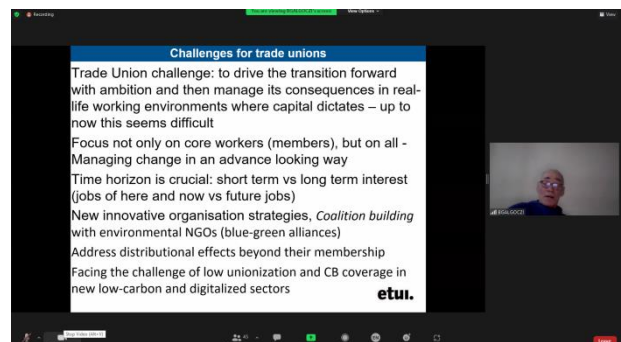 Recording
View Options
View
Challenges for trade unions
Trade Union challenge: to drive the transition forward
with ambition and then manage its consequences in real-
life working environments where capital dictates – up to
now this seems difficult
Focus not only on core workers (members), but on all -
Managing change in an advance looking way
Time horizon is crucial: short term vs long term interest
(jobs of here and now vs future jobs)
New innovative organisation strategies, Coalition building
with environmental NGOs (blue-green alliances)
Address distributional effects beyond their membership
Facing the challenge of low unionization and CB coverage in
new low-carbon and digitalized sectors
etui.
Leave